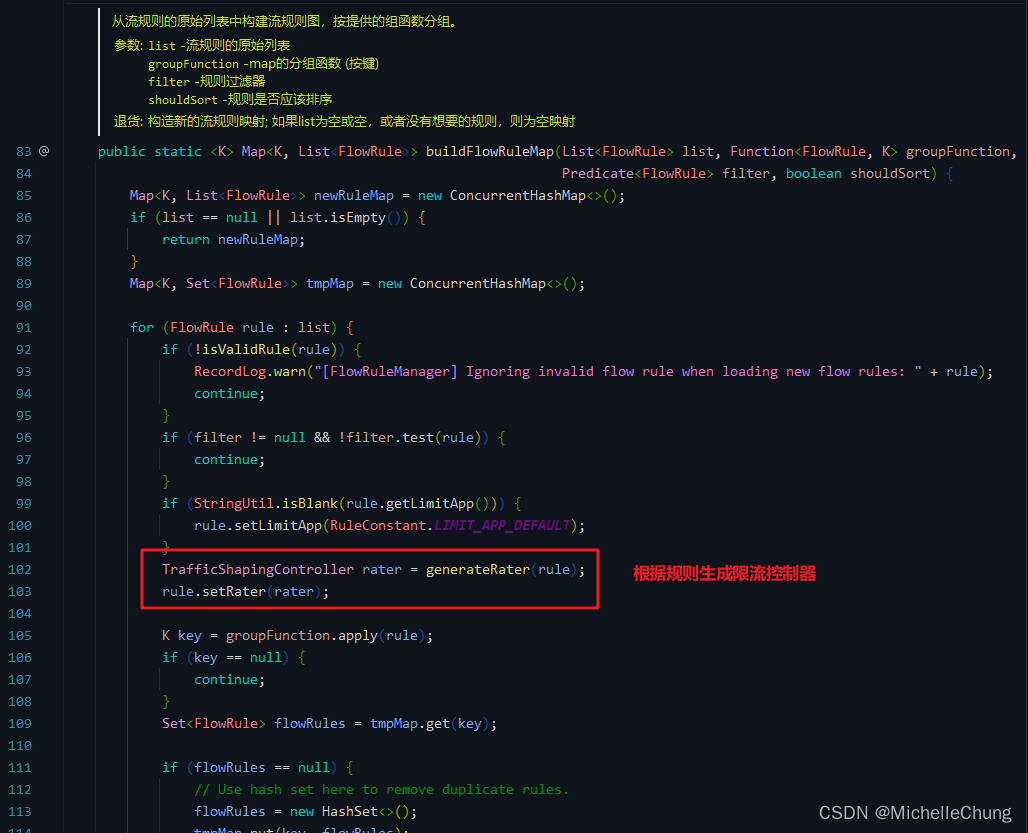 从流规则的原始列表中构建流规则图，按提供的组函数分组。
参数: list -流规则的原始列表
groupFunction -map的分组函数 (按键)
filter -规则过滤器
shouldSort -规则是否应该排序
退货: 构造新的流规则映射; 如果list为空或空，或者没有想要的规则，则为空映射
83 @ public static <K> Map<K, List<FlowRule>> buildFlowRuleMap(List<FlowRule> list, Function<FlowRule, K> groupFunction,
84 Predicate<FlowRule> filter, boolean shouldSort) {
85 Map<K, List<FlowRule>> newRuleMap = new ConcurrentHashMap<>();
86 if (list == null || list.isEmpty()) {
87 return newRuleMap;
88 }
89 Map<K, Set<FlowRule>> tmpMap = new ConcurrentHashMap<>();
90
91 for (FlowRule rule : list) {
92 if (!isValidRule(rule)) {
93 RecordLog.warn("[FlowRuleManager] Ignoring invalid flow rule when loading new flow rules: " + rule);
94 continue;
95 }
96 if (filter != null && !filter.test(rule)) {
97 continue;
98 }
99 if (StringUtil.isBlank(rule.getLimitApp())) {
100 rule.setLimitApp(RuleConstant.LIMIT_APP_DEFAULT);
101 }
102 TrafficShapingController rater = generateRater(rule);
根据规则生成限流控制器
103 rule.setRater(rater);
104
105 K key = groupFunction.apply(rule);
106 if (key == null) {
107 continue;
108 }
109 Set<FlowRule> flowRules = tmpMap.get(key);
110
111 if (flowRules == null) {
112 // Use hash set here to remove duplicate rules.
113 flowRules = new HashSet<>();
114 tmpMap.put(key, flowRules);
CSDN @MichelleChung